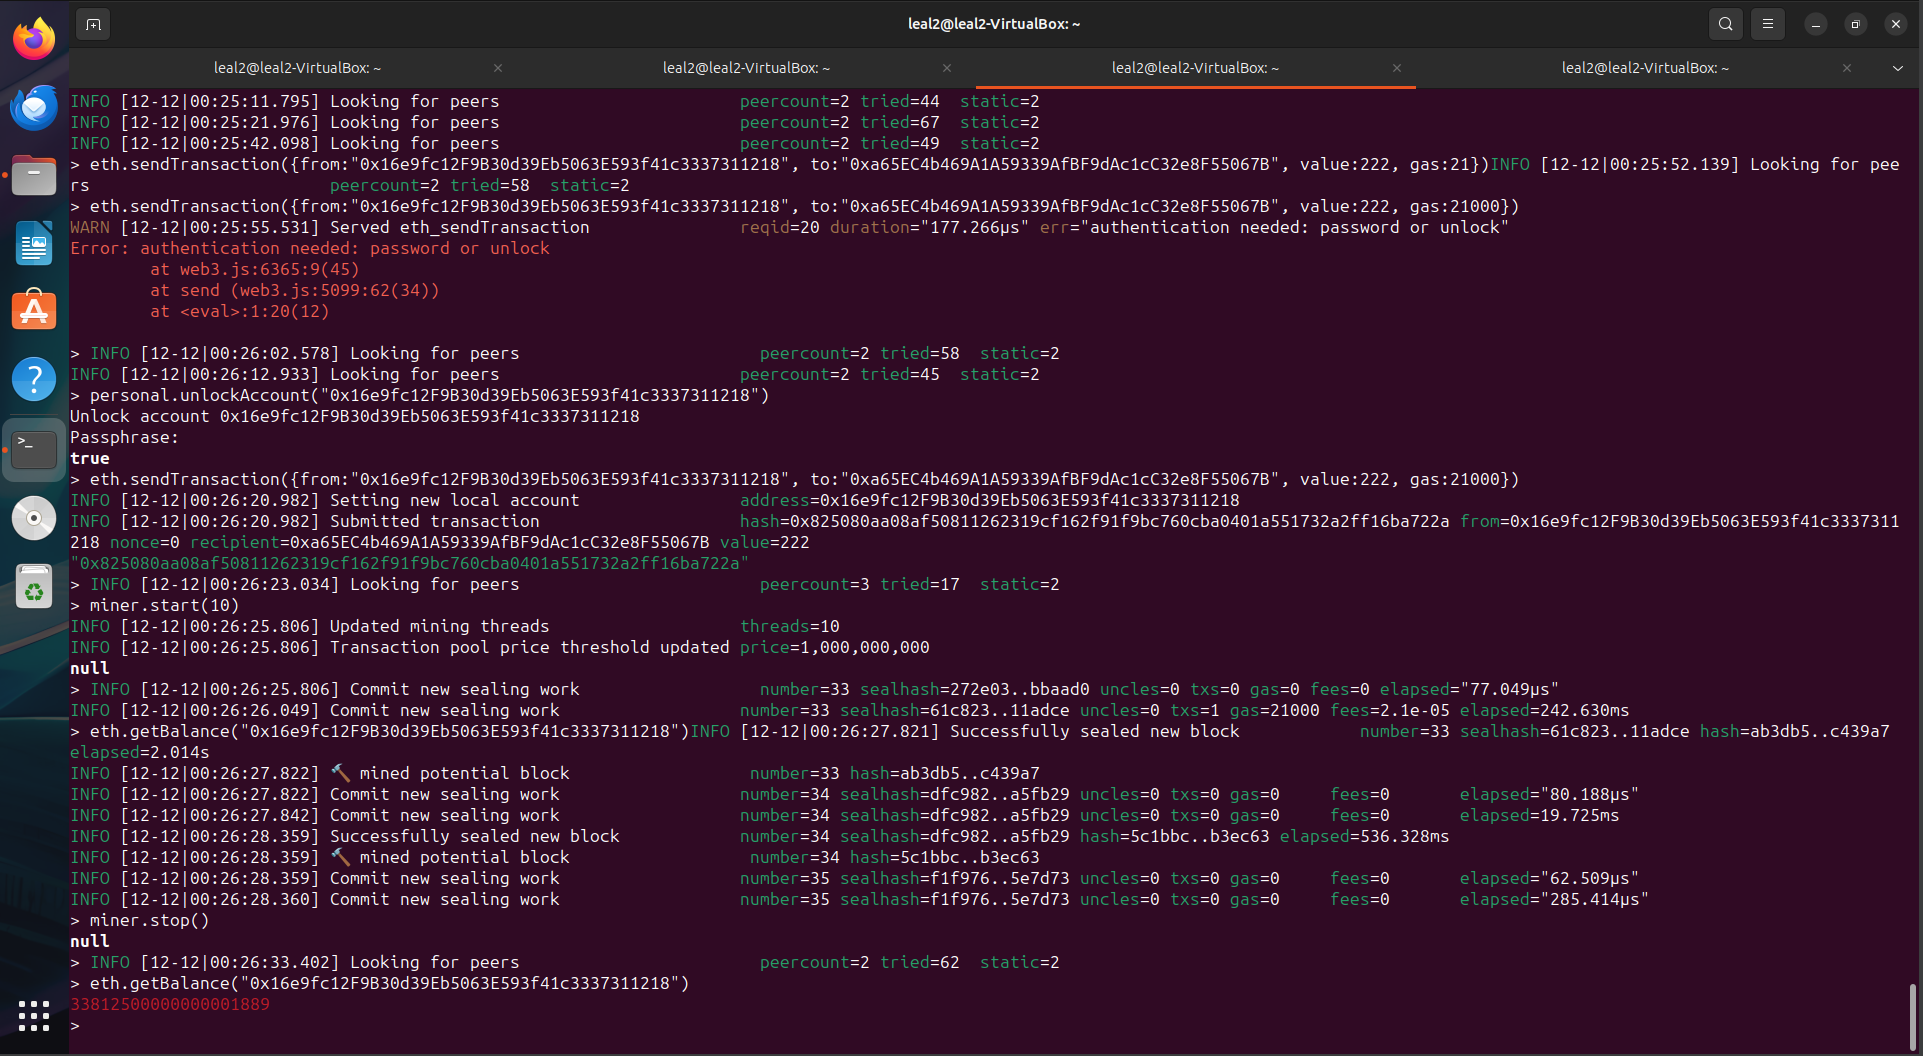 leal2@leal2-VirtualBox: ~
leal2@leal2-VirtualBox: ~ leal2@leal2-VirtualBox: ~ leal2@leal2-VirtualBox: ~ leal2@leal2-VirtualBox: ~
INFO [12-12|00:25:11.795] Looking for peers peercount=2 tried=44 static=2
INFO [12-12|00:25:21.976] Looking for peers peercount=2 tried=67 static=2
INFO [12-12|00:25:42.098] Looking for peers peercount=2 tried=49 static=2
> eth.sendTransaction({from:"0x16e9fc12F9B30d39Eb5063E593f41c3337311218", to:"0xa65EC4b469A1A59339AfBF9dAc1cC32e8F55067B", value:222, gas:21})INFO [12-12|00:25:52.139] Looking for pee
rs peercount=2 tried=58 static=2
> eth.sendTransaction({from:"0x16e9fc12F9B30d39Eb5063E593f41c3337311218", to:"0xa65EC4b469A1A59339AfBF9dAc1cC32e8F55067B", value:222, gas:21000})
WARN [12-12|00:25:55.531] Served eth_sendTransaction reqid=20 duration="177.266µs" err="authentication needed: password or unlock"
Error: authentication needed: password or unlock
at web3.js:6365:9(45)
at send (web3.js:5099:62(34))
at <eval>:1:20(12)
> INFO [12-12|00:26:02.578] Looking for peers peercount=2 tried=58 static=2
INFO [12-12|00:26:12.933] Looking for peers peercount=2 tried=45 static=2
> personal.unlockAccount("0x16e9fc12F9B30d39Eb5063E593f41c3337311218")
Unlock account 0x16e9fc12F9B30d39Eb5063E593f41c3337311218
Passphrase:
true
> eth.sendTransaction({from:"0x16e9fc12F9B30d39Eb5063E593f41c3337311218", to:"0xa65EC4b469A1A59339AfBF9dAc1cC32e8F55067B", value:222, gas:21000})
INFO [12-12|00:26:20.982] Setting new local account address=0x16e9fc12F9B30d39Eb5063E593f41c3337311218
INFO [12-12|00:26:20.982] Submitted transaction hash=0x825080aa08af50811262319cf162f91f9bc760cba0401a551732a2ff16ba722a from=0x16e9fc12F9B30d39Eb5063E593f41c3337311
218 nonce=0 recipient=0xa65EC4b469A1A59339AfBF9dAc1cC32e8F55067B value=222
"0x825080aa08af50811262319cf162f91f9bc760cba0401a551732a2ff16ba722a"
> INFO [12-12|00:26:23.034] Looking for peers peercount=3 tried=17 static=2
> miner.start(10)
INFO [12-12|00:26:25.806] Updated mining threads threads=10
INFO [12-12|00:26:25.806] Transaction pool price threshold updated price=1,000,000,000
null
> INFO [12-12|00:26:25.806] Commit new sealing work number=33 sealhash=272e03..bbaad0 uncles=0 txs=0 gas=0 fees=0 elapsed="77.049µs"
INFO [12-12|00:26:26.049] Commit new sealing work number=33 sealhash=61c823..11adce uncles=0 txs=1 gas=21000 fees=2.1e-05 elapsed=242.630ms
> eth.getBalance("0x16e9fc12F9B30d39Eb5063E593f41c3337311218")INFO [12-12|00:26:27.821] Successfully sealed new block number=33 sealhash=61c823..11adce hash=ab3db5..c439a7
elapsed=2.014s
INFO [12-12|00:26:27.822] 🔨 mined potential block number=33 hash=ab3db5..c439a7
INFO [12-12|00:26:27.822] Commit new sealing work number=34 sealhash=dfc982..a5fb29 uncles=0 txs=0 gas=0 fees=0 elapsed="80.188µs"
INFO [12-12|00:26:27.842] Commit new sealing work number=34 sealhash=dfc982..a5fb29 uncles=0 txs=0 gas=0 fees=0 elapsed=19.725ms
INFO [12-12|00:26:28.359] Successfully sealed new block number=34 sealhash=dfc982..a5fb29 hash=5c1bbc..b3ec63 elapsed=536.328ms
INFO [12-12|00:26:28.359] 🔨 mined potential block number=34 hash=5c1bbc..b3ec63
INFO [12-12|00:26:28.359] Commit new sealing work number=35 sealhash=f1f976..5e7d73 uncles=0 txs=0 gas=0 fees=0 elapsed="62.509µs"
INFO [12-12|00:26:28.360] Commit new sealing work number=35 sealhash=f1f976..5e7d73 uncles=0 txs=0 gas=0 fees=0 elapsed="285.414µs"
> miner.stop()
null
> INFO [12-12|00:26:33.402] Looking for peers peercount=2 tried=62 static=2
> eth.getBalance("0x16e9fc12F9B30d39Eb5063E593f41c3337311218")
33812500000000001889
>